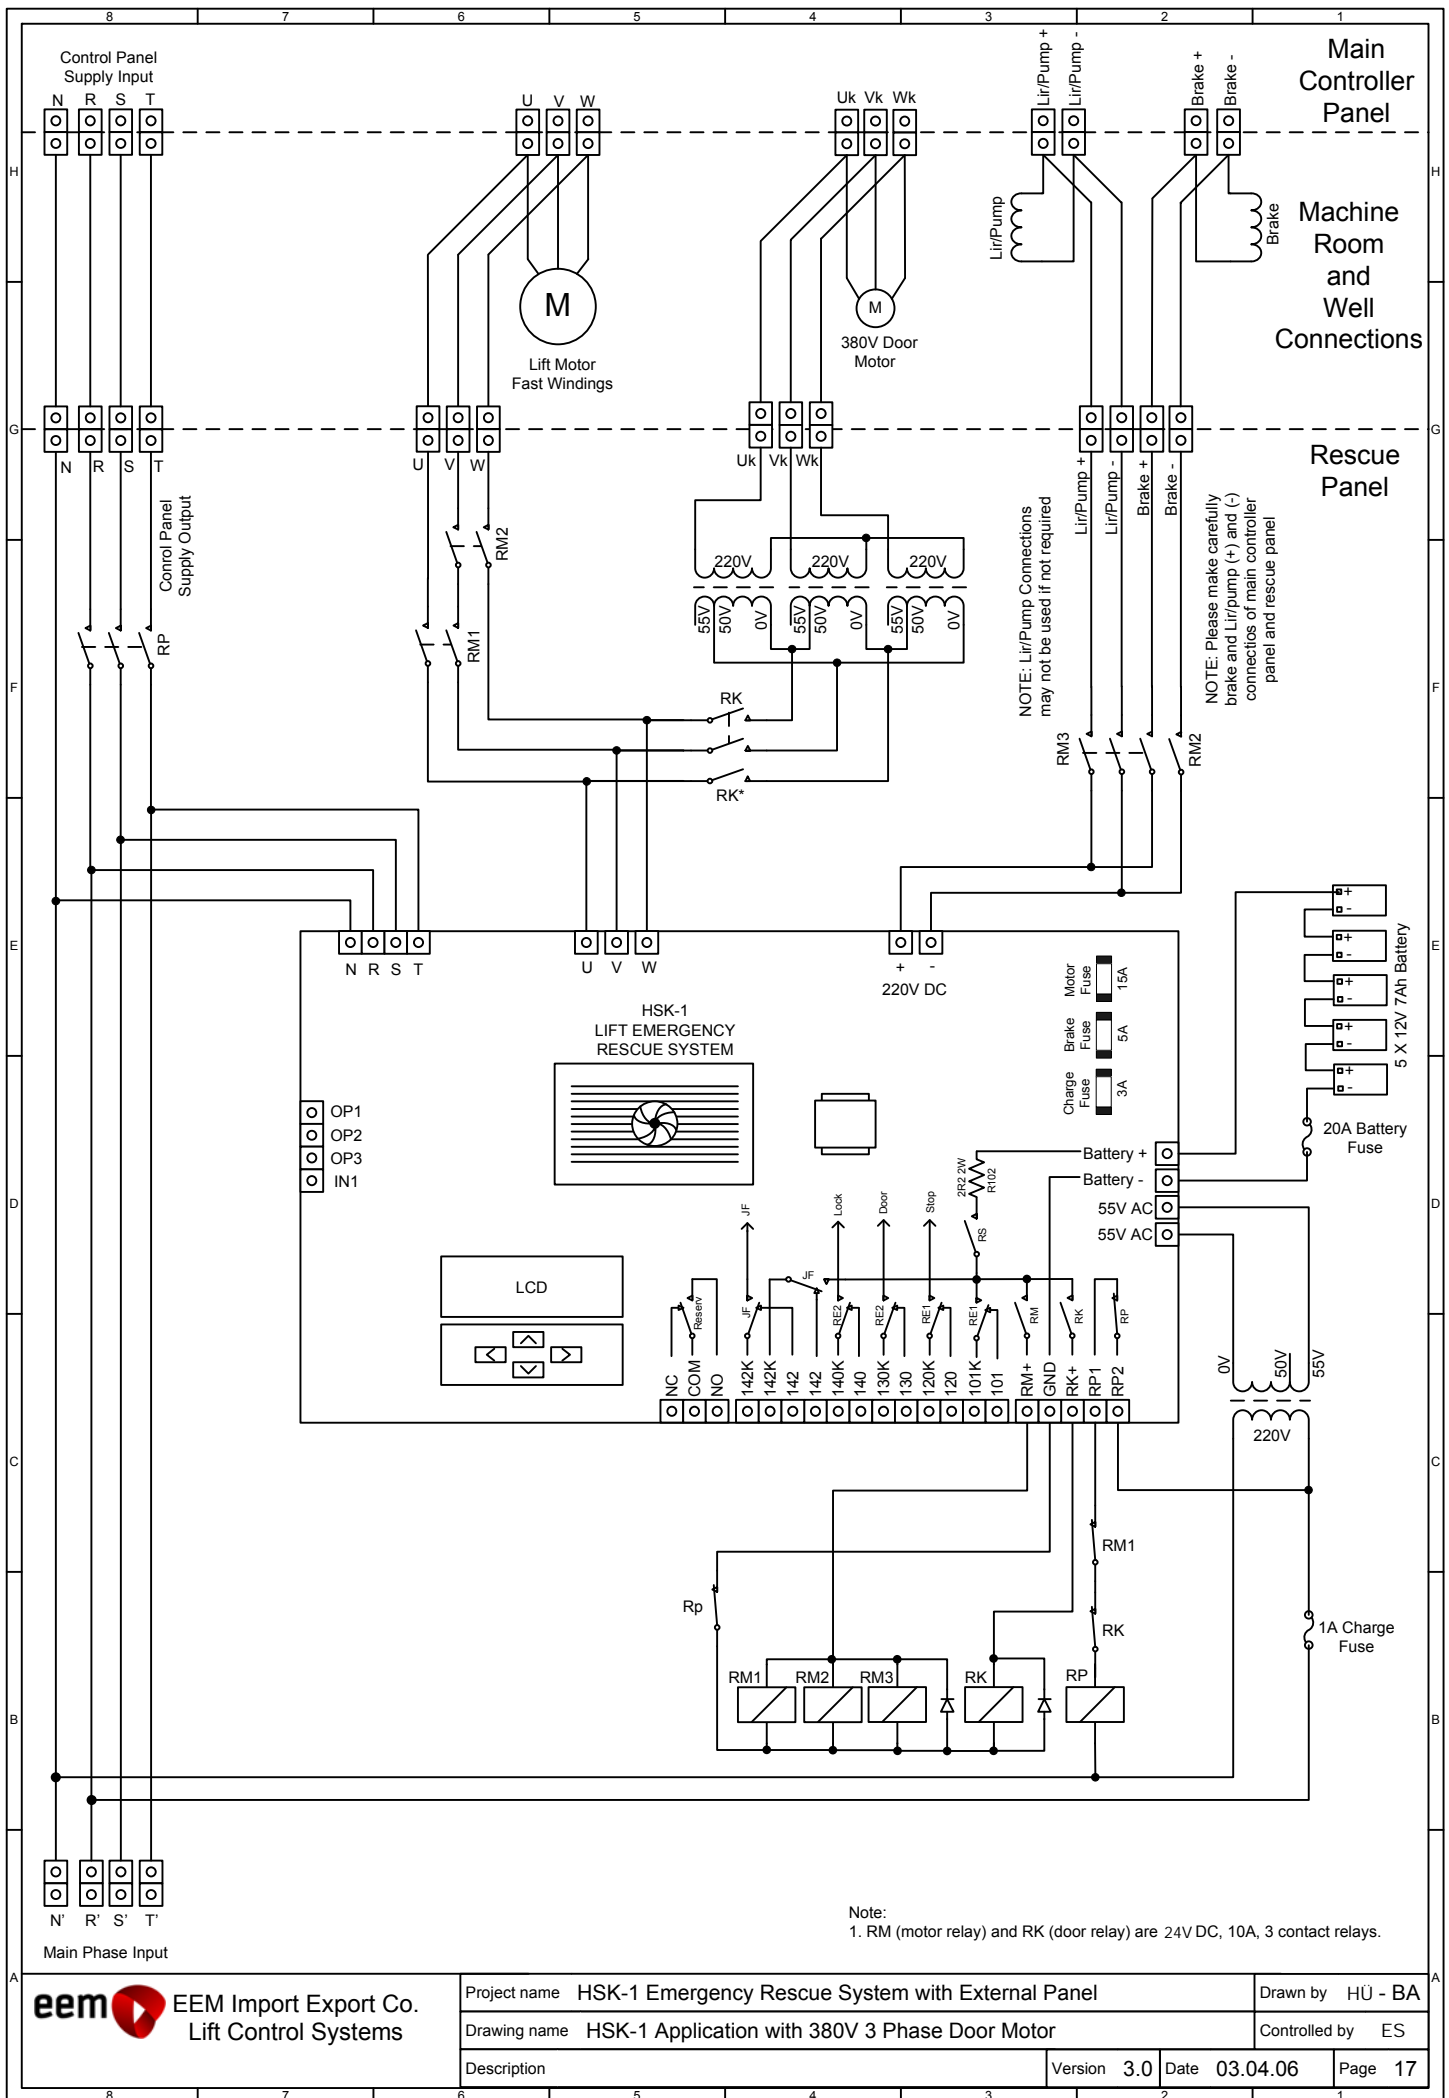 8 7 6 5 4 3 2 1
Control Panel
Supply Input
N R S T
U V W
Uk Vk Wk
Lir/Pump +
Lir/Pump -
Brake +
Brake -
Main
Controller
Panel
H
H
Lir/Pump
Brake
Machine
Room
and
Well
Connections
M
Lift Motor
Fast Windings
M
380V Door
Motor
G
G
N R S T
U V W
Uk Vk Wk
Lir/Pump +
Lir/Pump -
Brake +
Brake -
Rescue
Panel
Conrol Panel
Supply Output
RP
RM2
RM1
220V 220V 220V
55V 50V 0V 55V 50V 0V 55V 50V 0V
NOTE: Lir/Pump Connections
may not be used if not required
NOTE: Please make carefully
brake and Lir/pump (+) and (-)
connectios of main controller
panel and rescue panel
F
F
RK
RK*
RM3
RM2
E
E
N R S T
U V W
+ -
220V DC
HSK-1
LIFT EMERGENCY
RESCUE SYSTEM
Motor
Fuse
15A
Brake
Fuse
5A
Charge
Fuse
3A
+
-
+
-
+
-
+
-
+
-
5 X 12V 7Ah Battery
20A Battery
Fuse
OP1
OP2
OP3
IN1
Battery +
Battery -
55V AC
55V AC
D
D
2R2 2W
R102
RS
JF
Lock
Door
Stop
LCD
Reserv
JF
JF
RE2
RE2
RE1
RE1
RM
RK
RP
NC COM NO 142K 142K 142 142 140K 140 130K 130 120K 120 101K 101 RM+ GND RK+ RP1 RP2
0V 50V 55V
220V
C
C
RM1
Rp
RK
1A Charge
Fuse
RM1 RM2 RM3 RK RP
B
B
N' R' S' T'
Main Phase Input
Note:
1. RM (motor relay) and RK (door relay) are 24V DC, 10A, 3 contact relays.
A
A
eem
EEM Import Export Co.
Lift Control Systems
Project name HSK-1 Emergency Rescue System with External Panel
Drawn by HÜ - BA
Drawing name HSK-1 Application with 380V 3 Phase Door Motor
Controlled by ES
Description
Version 3.0
Date 03.04.06
Page 17
8 7 6 5 4 3 2 1